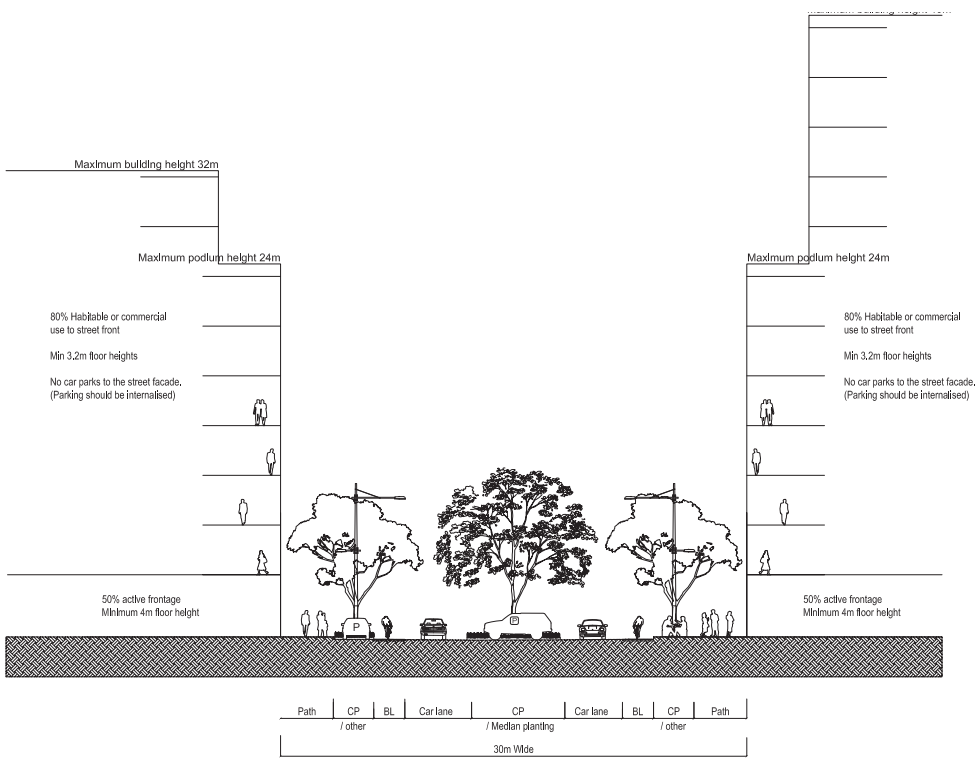 Maximum building height
Maximum building height 32m
Maximum podium height 24m
Maximum podium height 24m
80% Habitable or commercial
use to street front
Min 3.2m floor heights
No car parks to the street facade.
(Parking should be internalised)
80% Habitable or commercial
use to street front
Min 3.2m floor heights
No car parks to the street facade.
(Parking should be internalised)
50% active frontage
Minimum 4m floor height
50% active frontage
Minimum 4m floor height
P
P
Path
CP
BL
Car lane
CP
Car lane
BL
CP
Path
/ other
/ Median planting
/ other
30m Wide